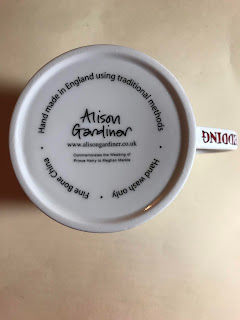 Hand made in England using traditional methods
• Hand wash only • Fine Bone China •
Alison
Gardiner
www.alisongardiner.co.uk
Commemorates the Wedding of
Prince Harry to Meghan Markle